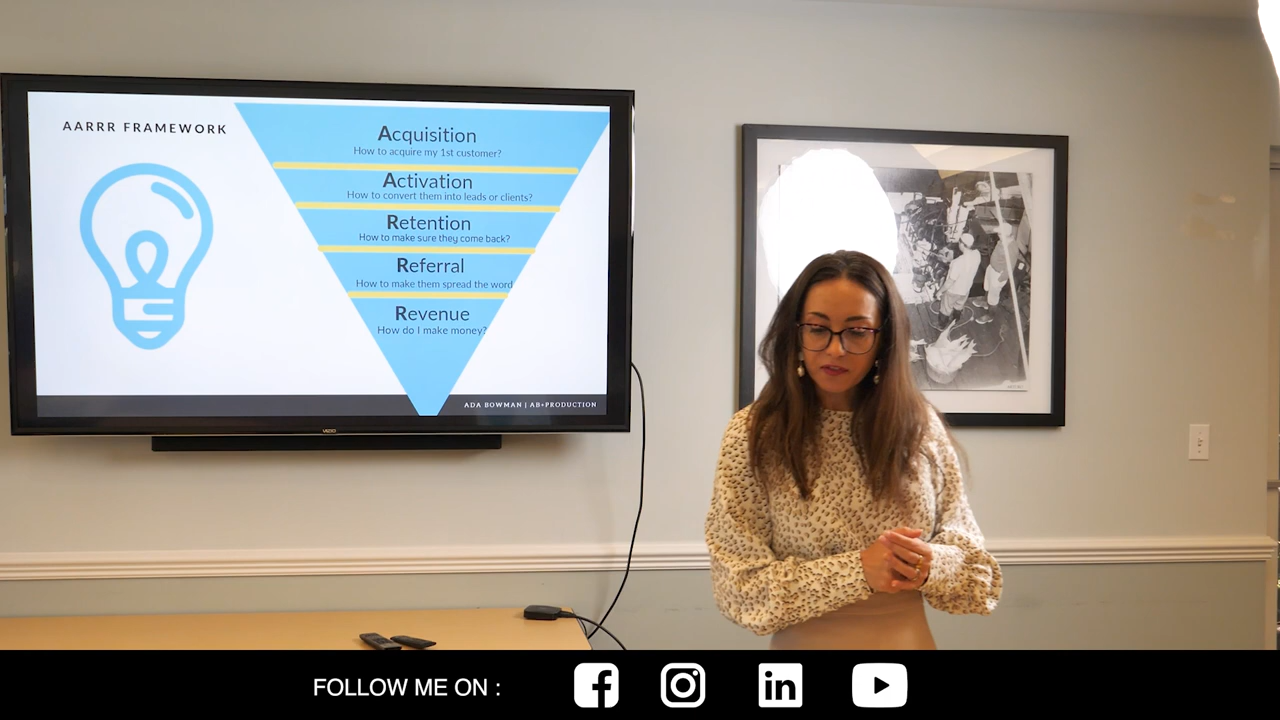 AARRR FRAMEWORK
Acquisition
How to acquire my 1st customer?
Activation
How to convert them into leads or clients?
Retention
How to make sure they come back?
Referral
How to make them spread the word
Revenue
How do I make money?
ADA BOWMAN | AB+PRODUCTION
VIZIO
FOLLOW ME ON :